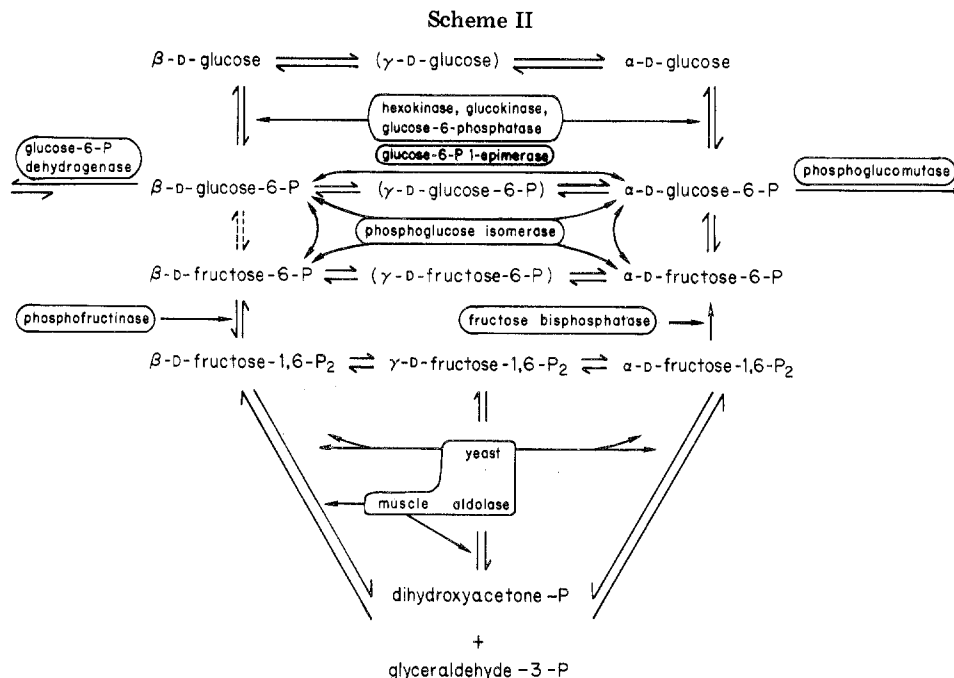 Scheme II
β-D-glucose (γ-D-glucose) α-D-glucose
hexokinase, glucokinase,
glucose-6-phosphatase
glucose-6-P
dehydrogenase
glucose-6-P 1-epimerase
phosphoglucomutase
β-D-glucose-6-P (γ-D-glucose-6-P) α-D-glucose-6-P
phosphoglucose isomerase
β-D-fructose-6-P (γ-D-fructose-6-P) α-D-fructose-6-P
phosphofructinase fructose bisphosphatase
β-D-fructose-1,6-P₂ γ-D-fructose-1,6-P₂ α-D-fructose-1,6-P₂
yeast
muscle aldolase
dihydroxyacetone-P
+
glyceraldehyde-3-P